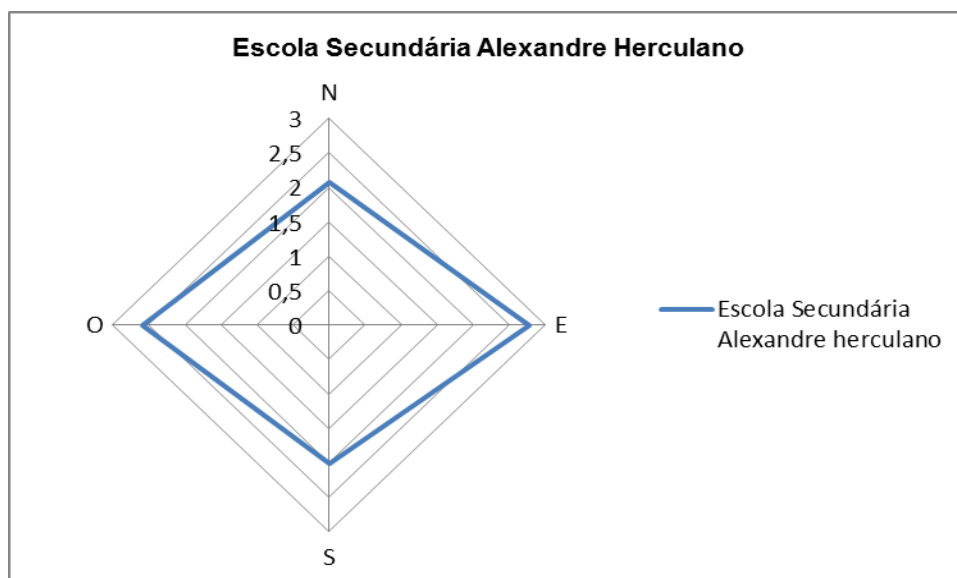 Escola Secundária Alexandre Herculano
N
3
2,5
2
1,5
1
0,5
0
O
E
S
Escola Secundária
Alexandre herculano